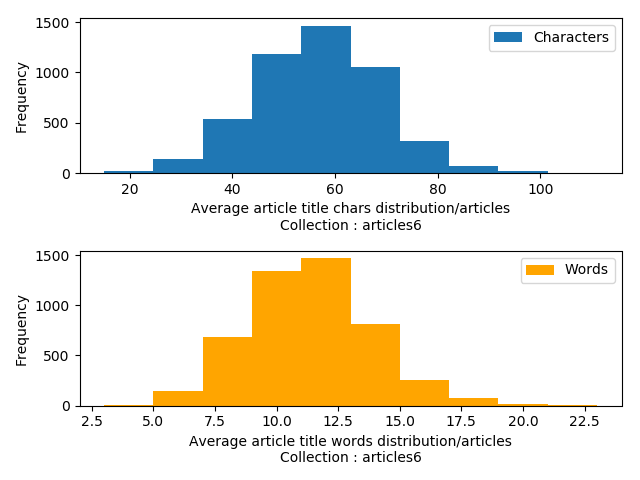 1500
1000
500
0
Frequency
Characters
20 40 60 80 100
Average article title chars distribution/articles
Collection : articles6
1500
1000
500
0
Frequency
Words
2.5 5.0 7.5 10.0 12.5 15.0 17.5 20.0 22.5
Average article title words distribution/articles
Collection : articles6